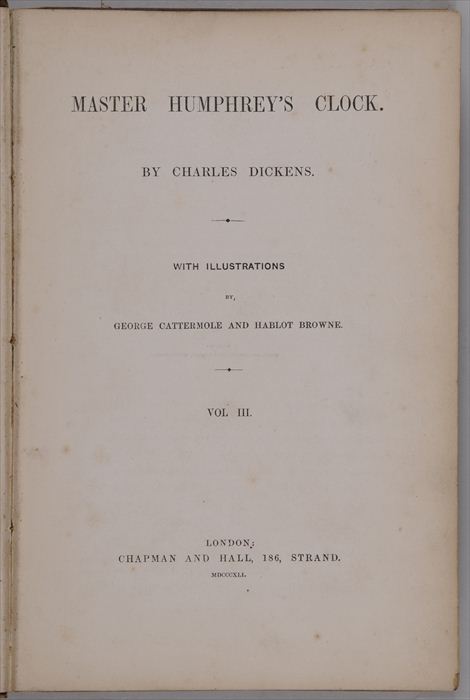 MASTER HUMPHREY'S CLOCK.
BY CHARLES DICKENS.
WITH ILLUSTRATIONS
BY,
GEORGE CATTERMOLE AND HABLOT BROWNE.
VOL III.
LONDON:
CHAPMAN AND HALL, 186, STRAND.
MDCCCXLI.